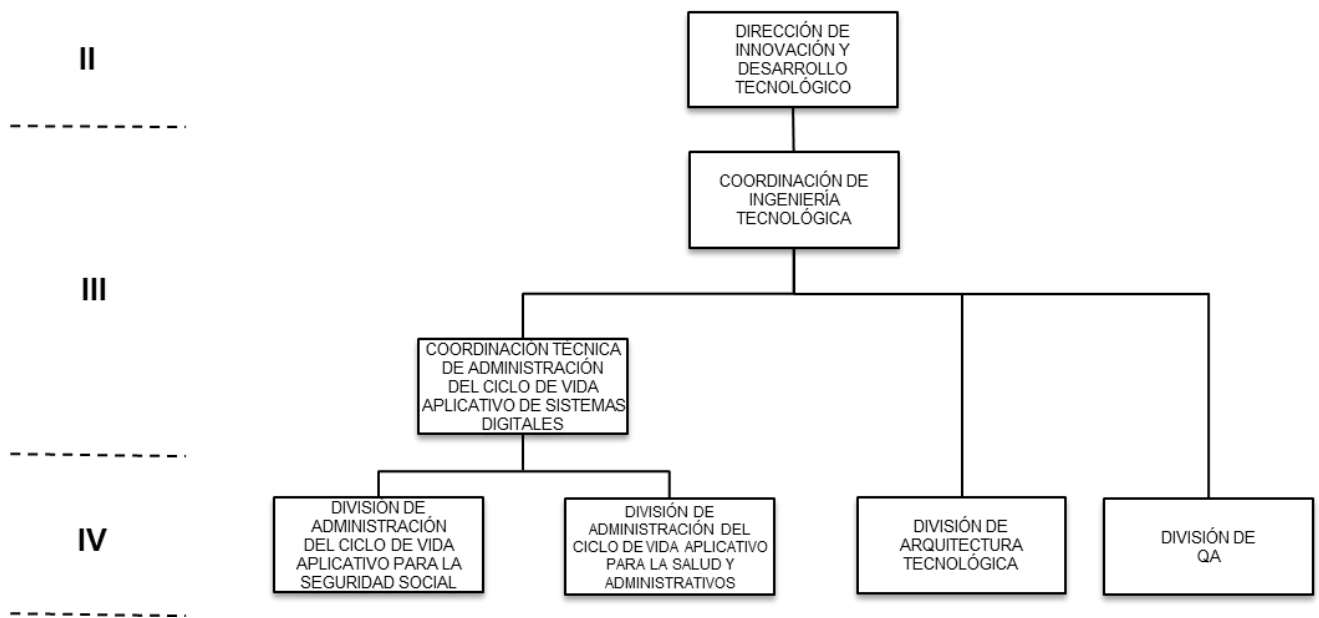 II
DIRECCIÓN DE
INNOVACIÓN Y
DESARROLLO
TECNOLÓGICO
COORDINACIÓN DE
INGENIERÍA
TECNOLÓGICA
III
COORDINACIÓN TÉCNICA
DE ADMINISTRACIÓN
DEL CICLO DE VIDA
APLICATIVO DE SISTEMAS
DIGITALES
IV
DIVISIÓN DE
ADMINISTRACIÓN
DEL CICLO DE VIDA
APLICATIVO PARA LA
SEGURIDAD SOCIAL
DIVISIÓN DE
ADMINISTRACIÓN DEL
CICLO DE VIDA APLICATIVO
PARA LA SALUD Y
ADMINISTRATIVOS
DIVISIÓN DE
ARQUITECTURA
TECNOLÓGICA
DIVISIÓN DE
QA